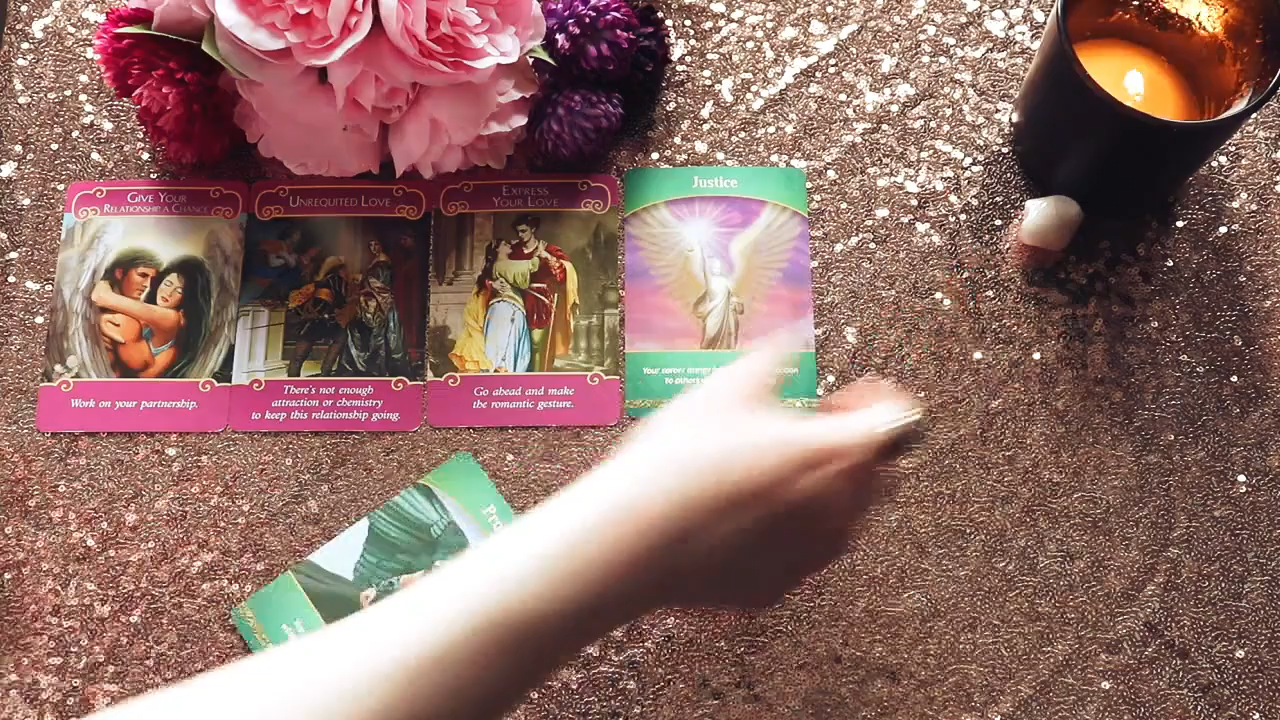 GIVE YOUR
RELATIONSHIP A CHANCE
Work on your partnership.
UNREQUITED LOVE
There's not enough
attraction or chemistry
to keep this relationship going.
EXPRESS
YOUR LOVE
Go ahead and make
the romantic gesture.
Justice
to others